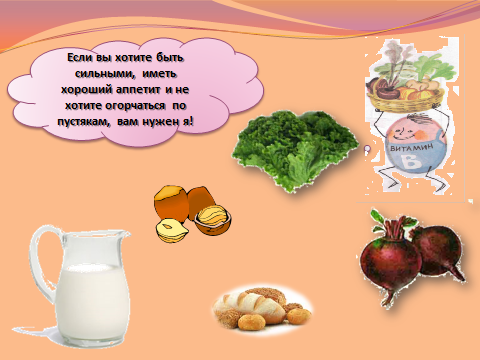 Если вы хотите быть
сильными, иметь
хороший аппетит и не
хотите огорчаться по
пустякам, вам нужен я!
ВИТАМИН
В